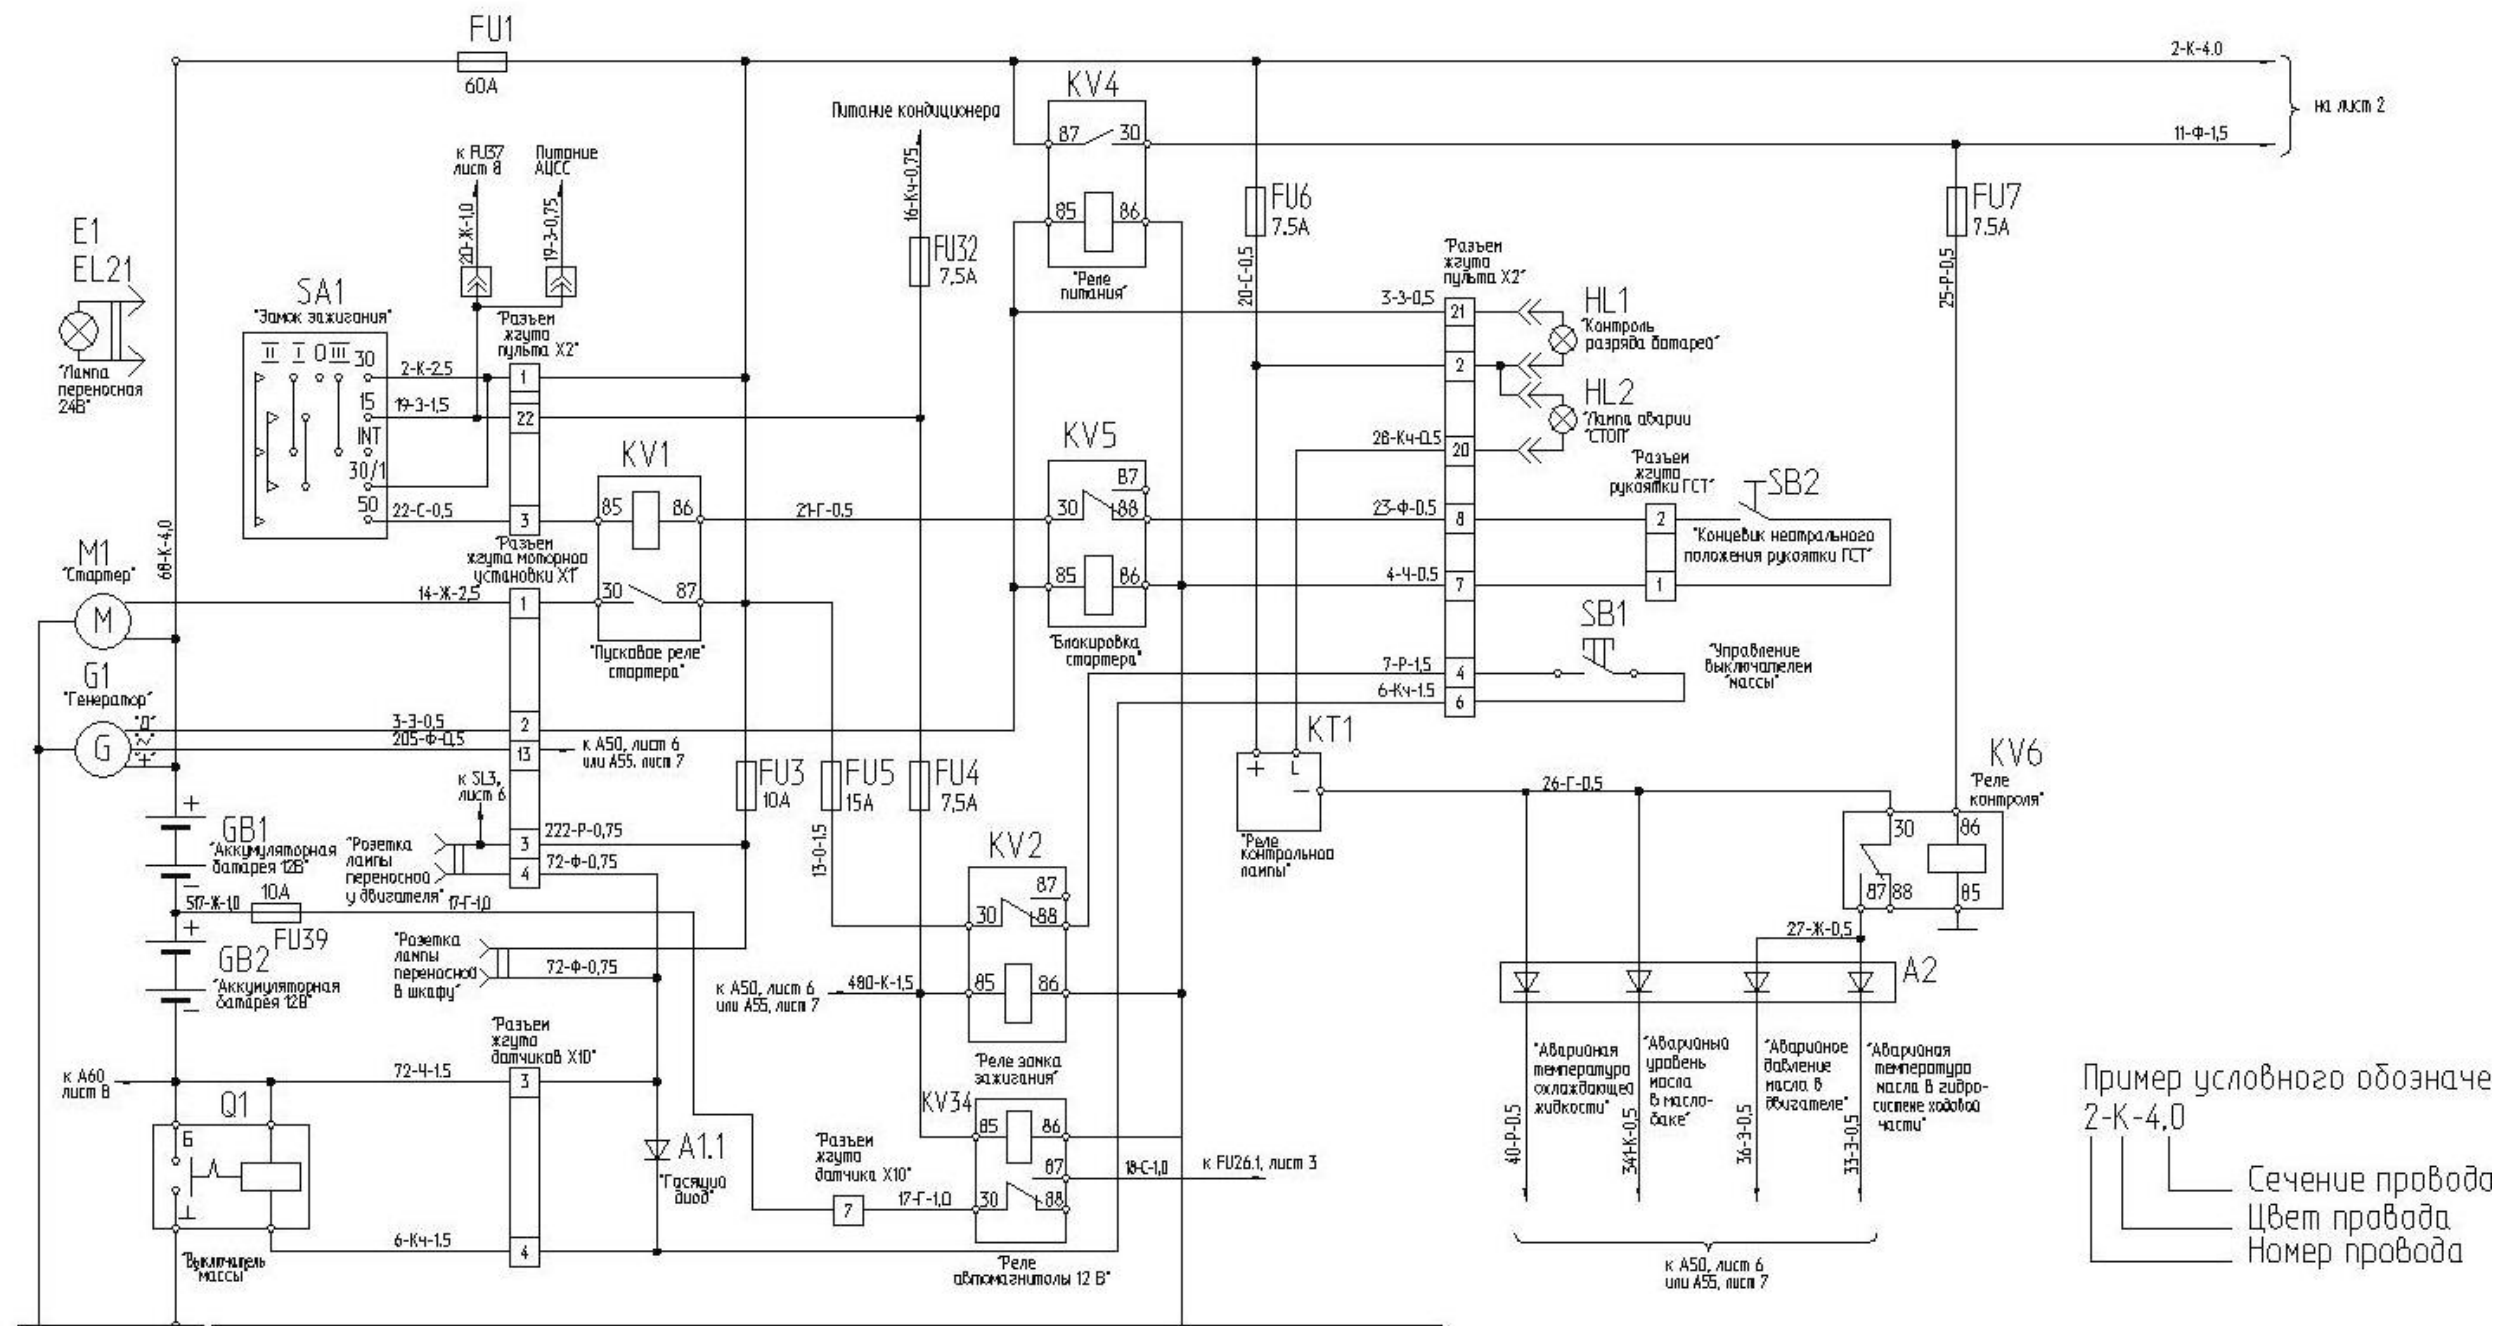 FU1
60А
2-К-4.0
на лист 2
11-Ф-1,5
Питание кондиционера
16-Кч-0,75
FU32
7,5А
KV4
87
30
85
86
"Реле
питания"
FU6
7.5А
20-С-0,5
FU7
7.5А
25-Р-0,5
к FU37
лист 8
Питание
АЦСС
20-Ж-1,0
19-З-0,75
E1
EL21
"Лампа
переносная
24В"
SA1
"Замок зажигания"
II
I
0
III
30
15
INT
30/1
50
2-К-2.5
19-З-1,5
22-С-0,5
"Разъем
жгута
пульта Х2"
1
22
3
KV1
85
86
30
87
"Пусковое реле"
стартера"
21-Г-0.5
KV5
87
30
88
85
86
"Блокировка
стартера"
"Разъем
жгута
пульта Х2"
3-З-0,5
21
2
28-Кч-0.5
20
23-Ф-0.5
8
4-Ч-0.5
7
7-Р-1,5
4
6-Кч-1.5
6
HL1
"Контроль
разряда батарей"
HL2
"Лампа аварии
"СТОП"
"Разъем
жгута
рукоятки ГСТ"
2
1
SB2
"Концевик нейтрального
положения рукоятки ГСТ"
SB1
"Управление
выключателем
"массы"
68-К-4,0
M1
"Стартер"
M
"Разъем
жгута моторной
установки Х1"
14-Ж-2,5
1
G1
"Генератор"
G
"Д"
"~"
"+"
3-З-0,5
2
205-Ф-0,5
13
к А50, лист 6
или А55. лист 7
FU3
10А
FU5
15А
FU4
7,5А
13-О-1.5
к SL3,
лист 6
"Розетка
лампы
переносной
у двигателя"
222-Р-0,75
3
72-Ф-0,75
4
+
GB1
"Аккумуляторная
батарея 12В"
−
517-Ж-1,0
10А
FU39
17-Г-1,0
+
GB2
"Аккумуляторная
батарея 12В"
−
"Розетка
лампы
переносной
в шкафу"
72-Ф-0,75
KV2
87
30
88
85
86
"Реле замка
зажигания"
к А50, лист 6
или А55, лист 7
480-К-1,5
KT1
+
L
−
"Реле
контрольной
лампы"
26-Г-0.5
KV6
"Реле
контроля"
30
86
87
88
85
27-Ж-0,5
A2
"Аварийная
температура
охлаждающей
жидкости"
"Аварийный
уровень
масла
в масло-
баке"
"Аварийное
давление
масла в
двигателе"
"Аварийная
температура
масла в гидро-
системе ходовой
части"
40-Р-0.5
341-К-0,5
36-З-0,5
33-З-0,5
к А50, лист 6
или А55, лист 7
к А60
лист 8
72-Ч-1.5
"Разъем
жгута
датчиков Х10"
3
4
Q1
Б
⊥
"Выключатель
"массы"
6-Кч-1.5
A1.1
"Гасящий
диод"
"Разъем
жгута
датчика Х10"
7
17-Г-1,0
KV34
85
86
87
30
88
"Реле
автомагнитолы 12 В"
18-С-1,0
к FU26.1, лист 3
Пример условного обозначе
2-К-4,0
Сечение провода
Цвет провода
Номер провода